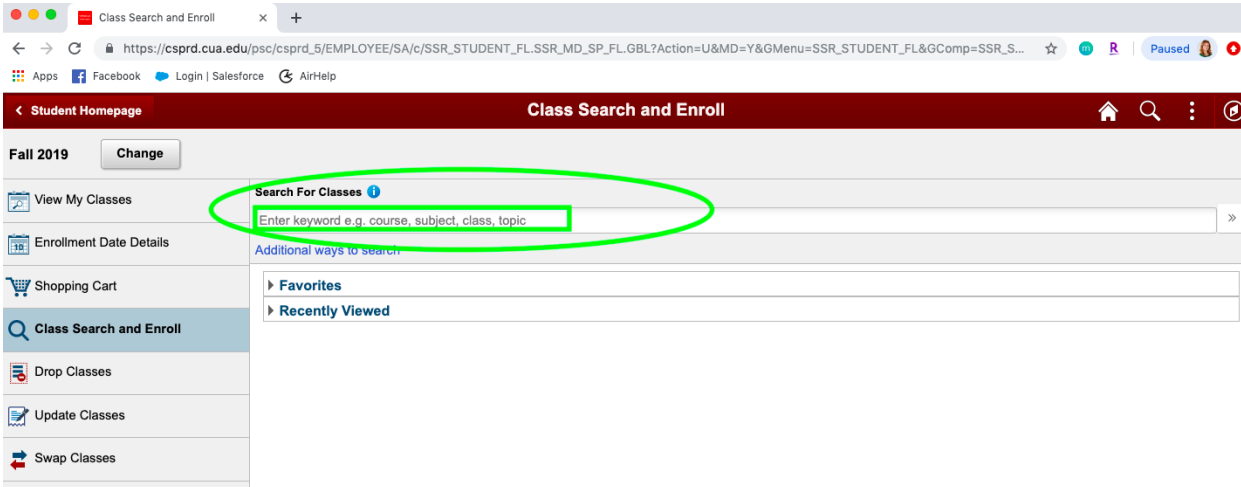 Class Search and Enroll
https://csprd.cua.edu/psc/csprd_5/EMPLOYEE/SA/c/SSR_STUDENT_FL.SSR_MD_SP_FL.GBL?Action=U&MD=Y&GMenu=SSR_STUDENT_FL&GComp=SSR_S... m R Paused
Apps Facebook Login | Salesforce AirHelp
Student Homepage Class Search and Enroll
Fall 2019 Change
View My Classes
Search For Classes
Enter keyword e.g. course, subject, class, topic
Enrollment Date Details
Additional ways to search
Shopping Cart
Favorites
Recently Viewed
Class Search and Enroll
Drop Classes
Update Classes
Swap Classes